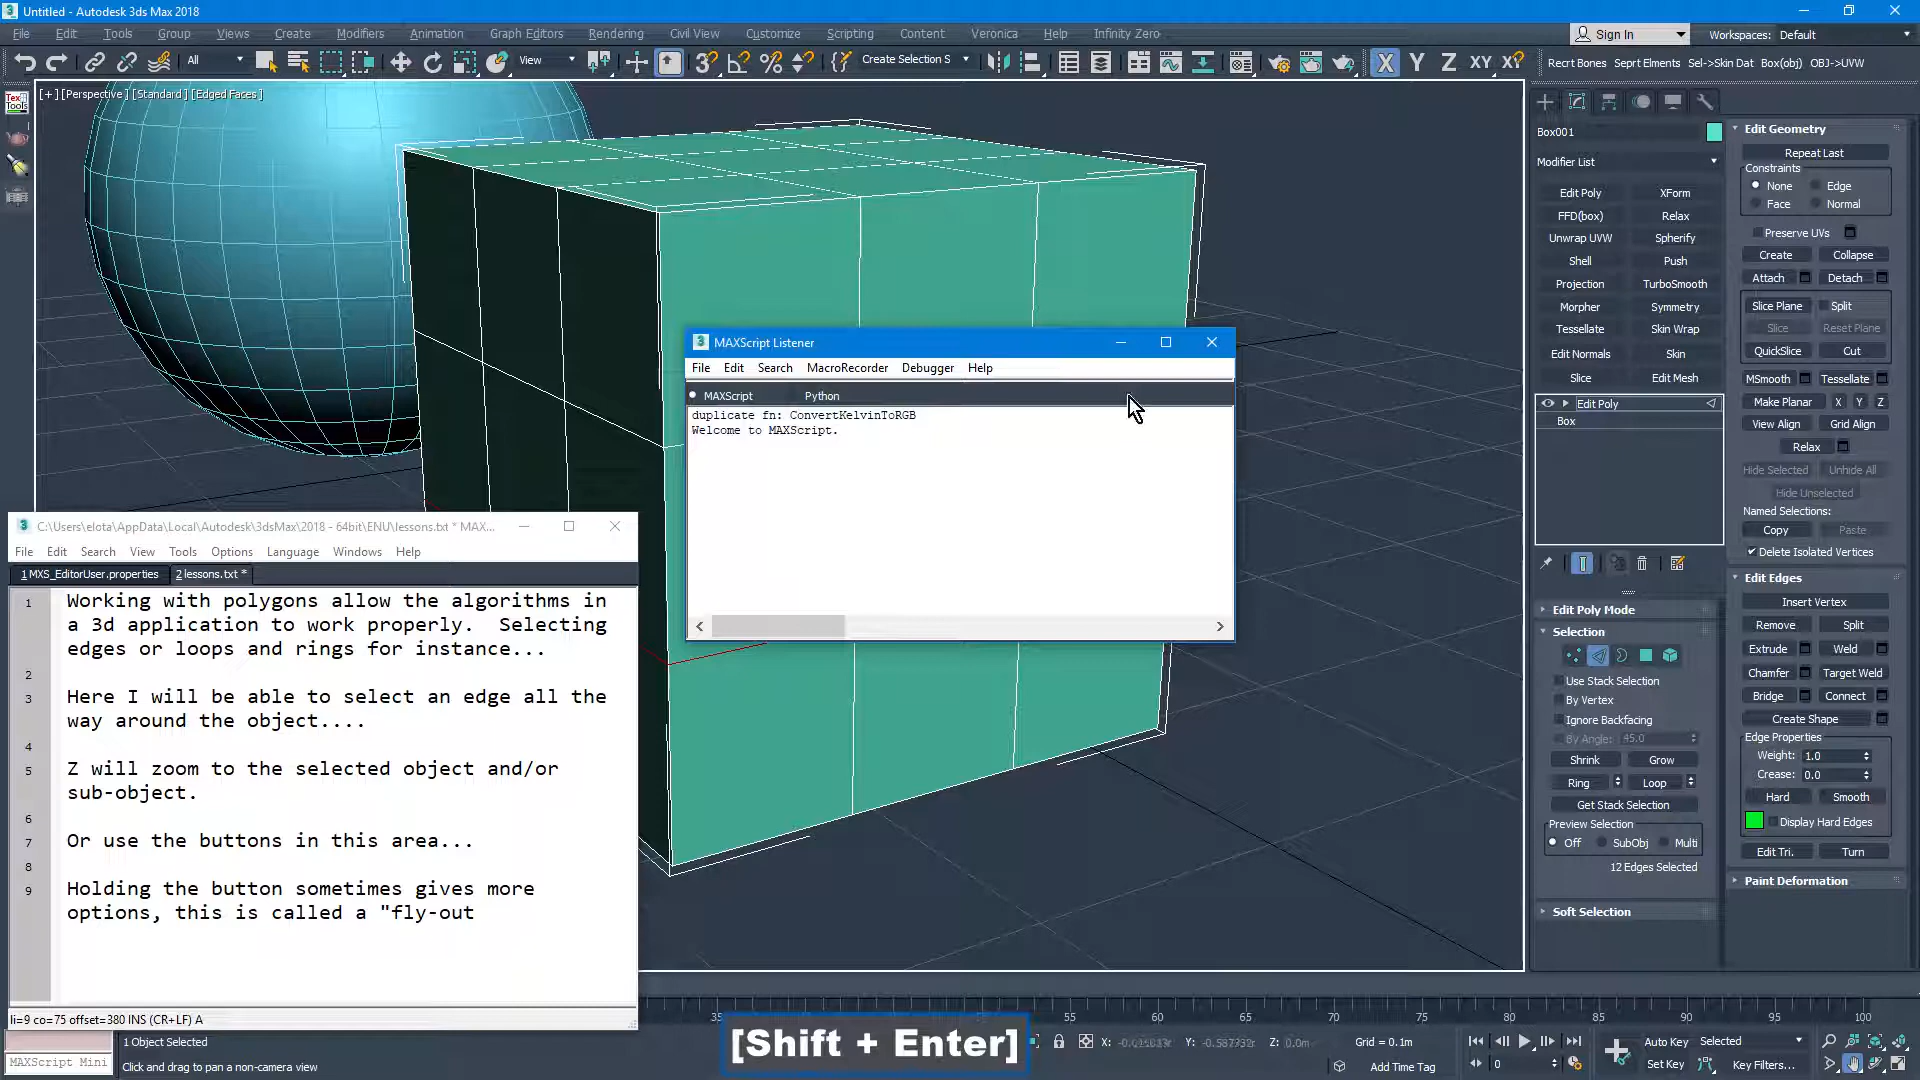 Untitled - Autodesk 3ds Max 2018
File Edit Tools Group Views Create Modifiers Animation Graph Editors Rendering Civil View Customize Scripting Content Veronica Help Infinity Zero Sign In Workspaces: Default
All View Create Selection S X Y Z XY Recrt Bones Seprt Elments Sel->Skin Dat Box(obj) OBJ->UVW
[+] [Perspective] [Standard] [Edged Faces]
MAXScript Listener
File Edit Search MacroRecorder Debugger Help
MAXScript Python
duplicate fn: ConvertKelvinToRGB
Welcome to MAXScript.
C:\Users\elota\AppData\Local\Autodesk\3dsMax\2018 - 64bit\ENU\lessons.txt * MAX...
File Edit Search View Tools Options Language Windows Help
1 MXS_EditorUser.properties 2 lessons.txt *
1 Working with polygons allow the algorithms in
a 3d application to work properly.  Selecting
edges or loops and rings for instance...
2
3 Here I will be able to select an edge all the
way around the object....
4
5 Z will zoom to the selected object and/or
sub-object.
6
7 Or use the buttons in this area...
8
9 Holding the button sometimes gives more
options, this is called a "fly-out
li=9 co=75 offset=380 INS (CR+LF) A
Box001
Modifier List
Edit Poly XForm
FFD(box) Relax
Unwrap UVW Spherify
Shell Push
Projection TurboSmooth
Morpher Symmetry
Tessellate Skin Wrap
Edit Normals Skin
Slice Edit Mesh
Edit Poly
Box
Edit Poly Mode
Selection
Use Stack Selection
By Vertex
Ignore Backfacing
By Angle: 45.0
Shrink Grow
Ring Loop
Get Stack Selection
Preview Selection
Off SubObj Multi
12 Edges Selected
Soft Selection
Edit Geometry
Repeat Last
Constraints
None Edge
Face Normal
Preserve UVs
Create Collapse
Attach Detach
Slice Plane Split
Slice Reset Plane
QuickSlice Cut
MSmooth Tessellate
Make Planar X Y Z
View Align Grid Align
Relax
Hide Selected Unhide All
Hide Unselected
Named Selections:
Copy Paste
Delete Isolated Vertices
Edit Edges
Insert Vertex
Remove Split
Extrude Weld
Chamfer Target Weld
Bridge Connect
Create Shape
Edge Properties
Weight: 1.0
Crease: 0.0
Hard Smooth
Display Hard Edges
Edit Tri. Turn
Paint Deformation
55 60 65 70 75 80 85 90 95 100
1 Object Selected
MAXScript Mini
Click and drag to pan a non-camera view
[Shift + Enter]
X: Y: Z: 0.0m Grid = 0.1m
Add Time Tag
0
Auto Key Selected
Set Key Key Filters...